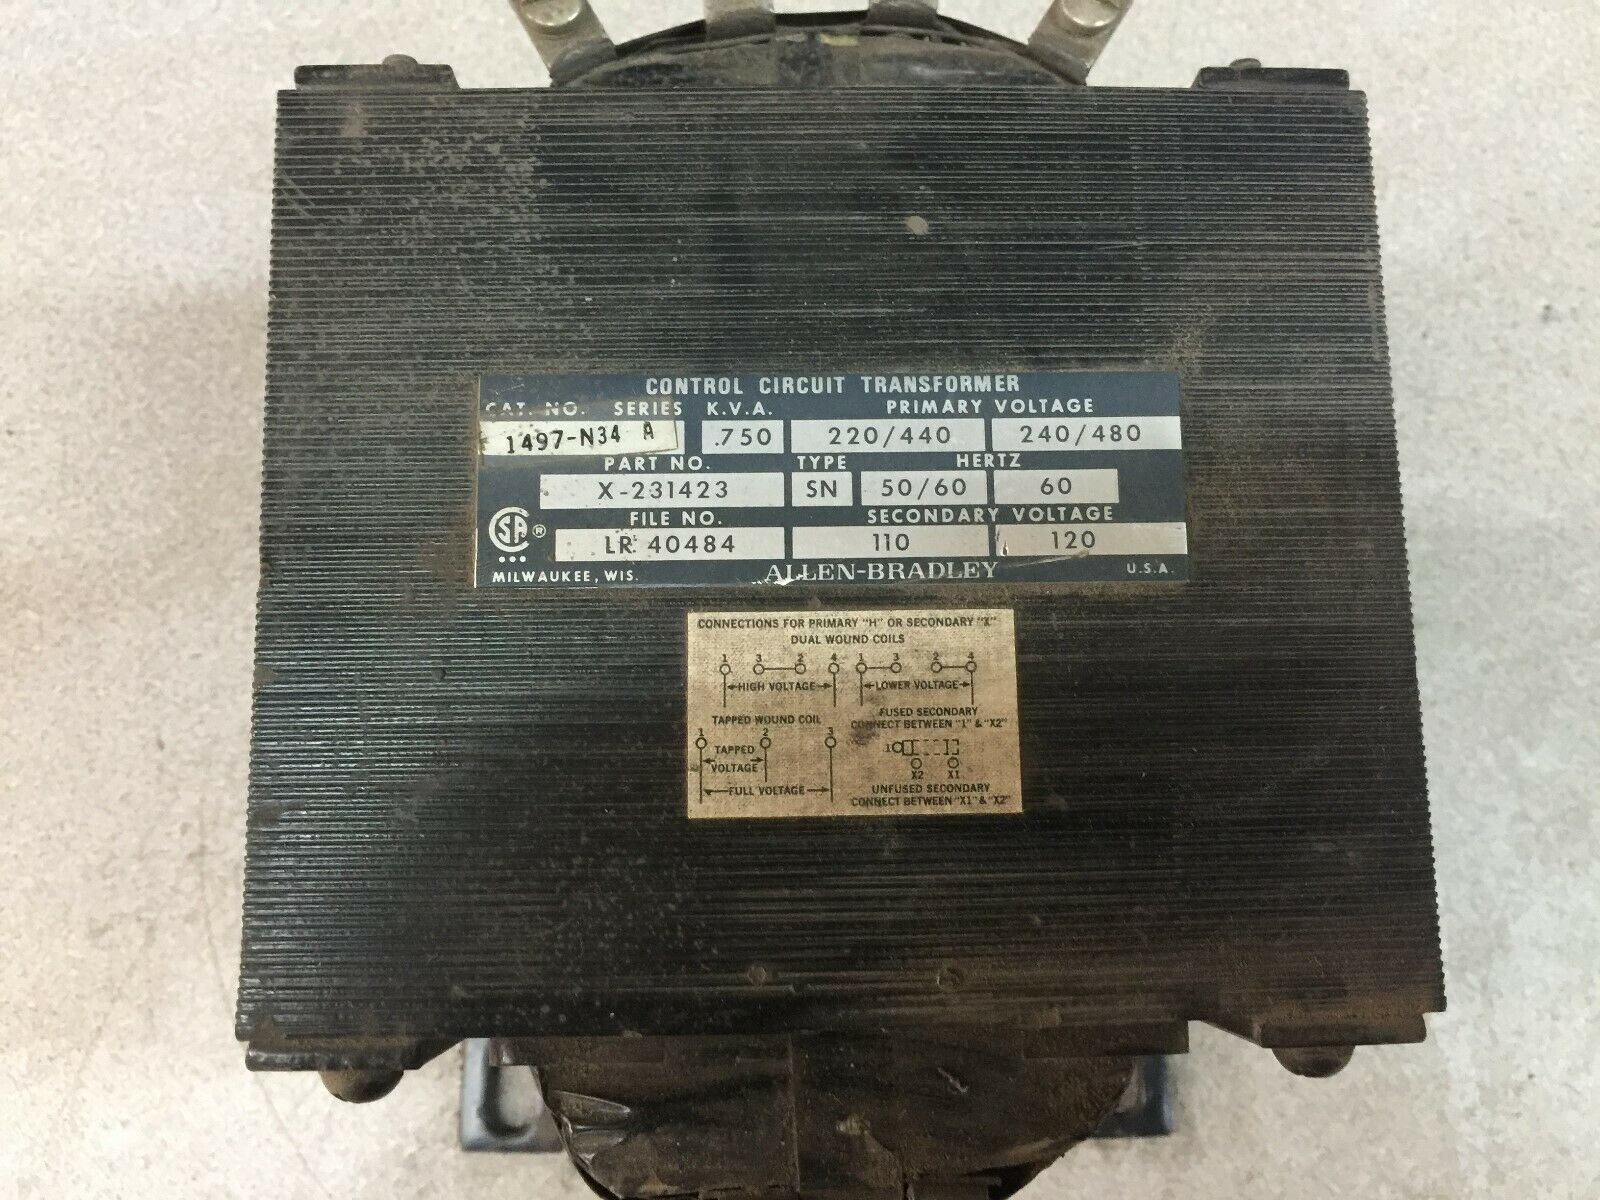 CONTROL CIRCUIT TRANSFORMER
CAT. NO. SERIES K.V.A. PRIMARY VOLTAGE
1497-N34 A .750 220/440 240/480
PART NO. TYPE HERTZ
X-231423 SN 50/60 60
FILE NO. SECONDARY VOLTAGE
SA ® LR 40484 110 120
MILWAUKEE, WIS. ALLEN-BRADLEY U.S.A.
CONNECTIONS FOR PRIMARY "H" OR SECONDARY "X"
DUAL WOUND COILS
1 3 2 4 1 3 2 4
HIGH VOLTAGE LOWER VOLTAGE
TAPPED WOUND COIL FUSED SECONDARY
CONNECT BETWEEN "1" & "X2"
1 2 3
TAPPED VOLTAGE 1
X2 X1
FULL VOLTAGE UNFUSED SECONDARY
CONNECT BETWEEN "X1" & "X2"